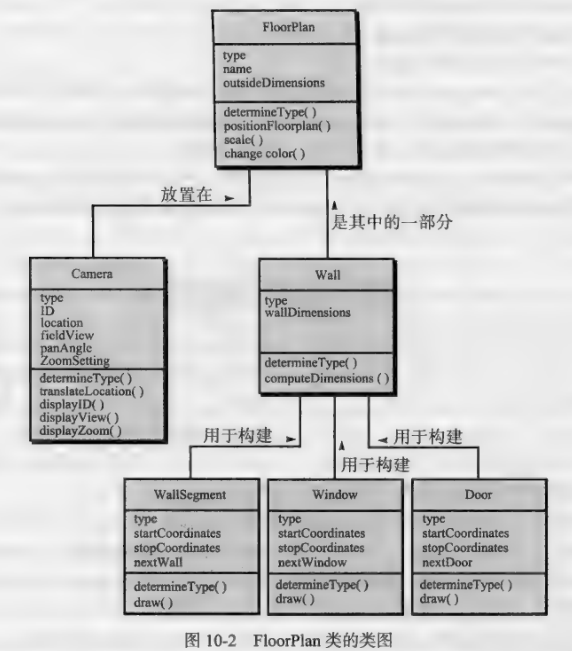 FloorPlan
type
name
outsideDimensions
determineType( )
positionFloorplan( )
scale( )
change color( )
放置在
是其中的一部分
Camera
type
ID
location
fieldView
panAngle
ZoomSetting
determineType( )
translateLocation( )
displayID( )
displayView( )
displayZoom( )
Wall
type
wallDimensions
determineType( )
computeDimensions ( )
用于构建
用于构建
用于构建
WallSegment
type
startCoordinates
stopCoordinates
nextWall
determineType( )
draw( )
Window
type
startCoordinates
stopCoordinates
nextWindow
determineType( )
draw( )
Door
type
startCoordinates
stopCoordinates
nextDoor
determineType( )
draw( )
图 10-2 FloorPlan 类的类图